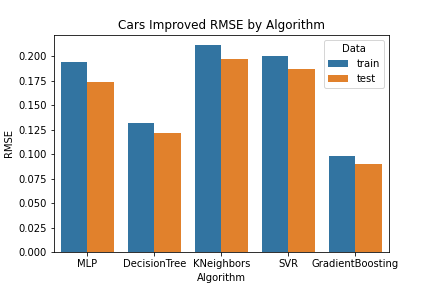 Cars Improved RMSE by Algorithm
Data
train
test
RMSE
0.200
0.175
0.150
0.125
0.100
0.075
0.050
0.025
0.000
MLP DecisionTree KNeighbors SVR GradientBoosting
Algorithm